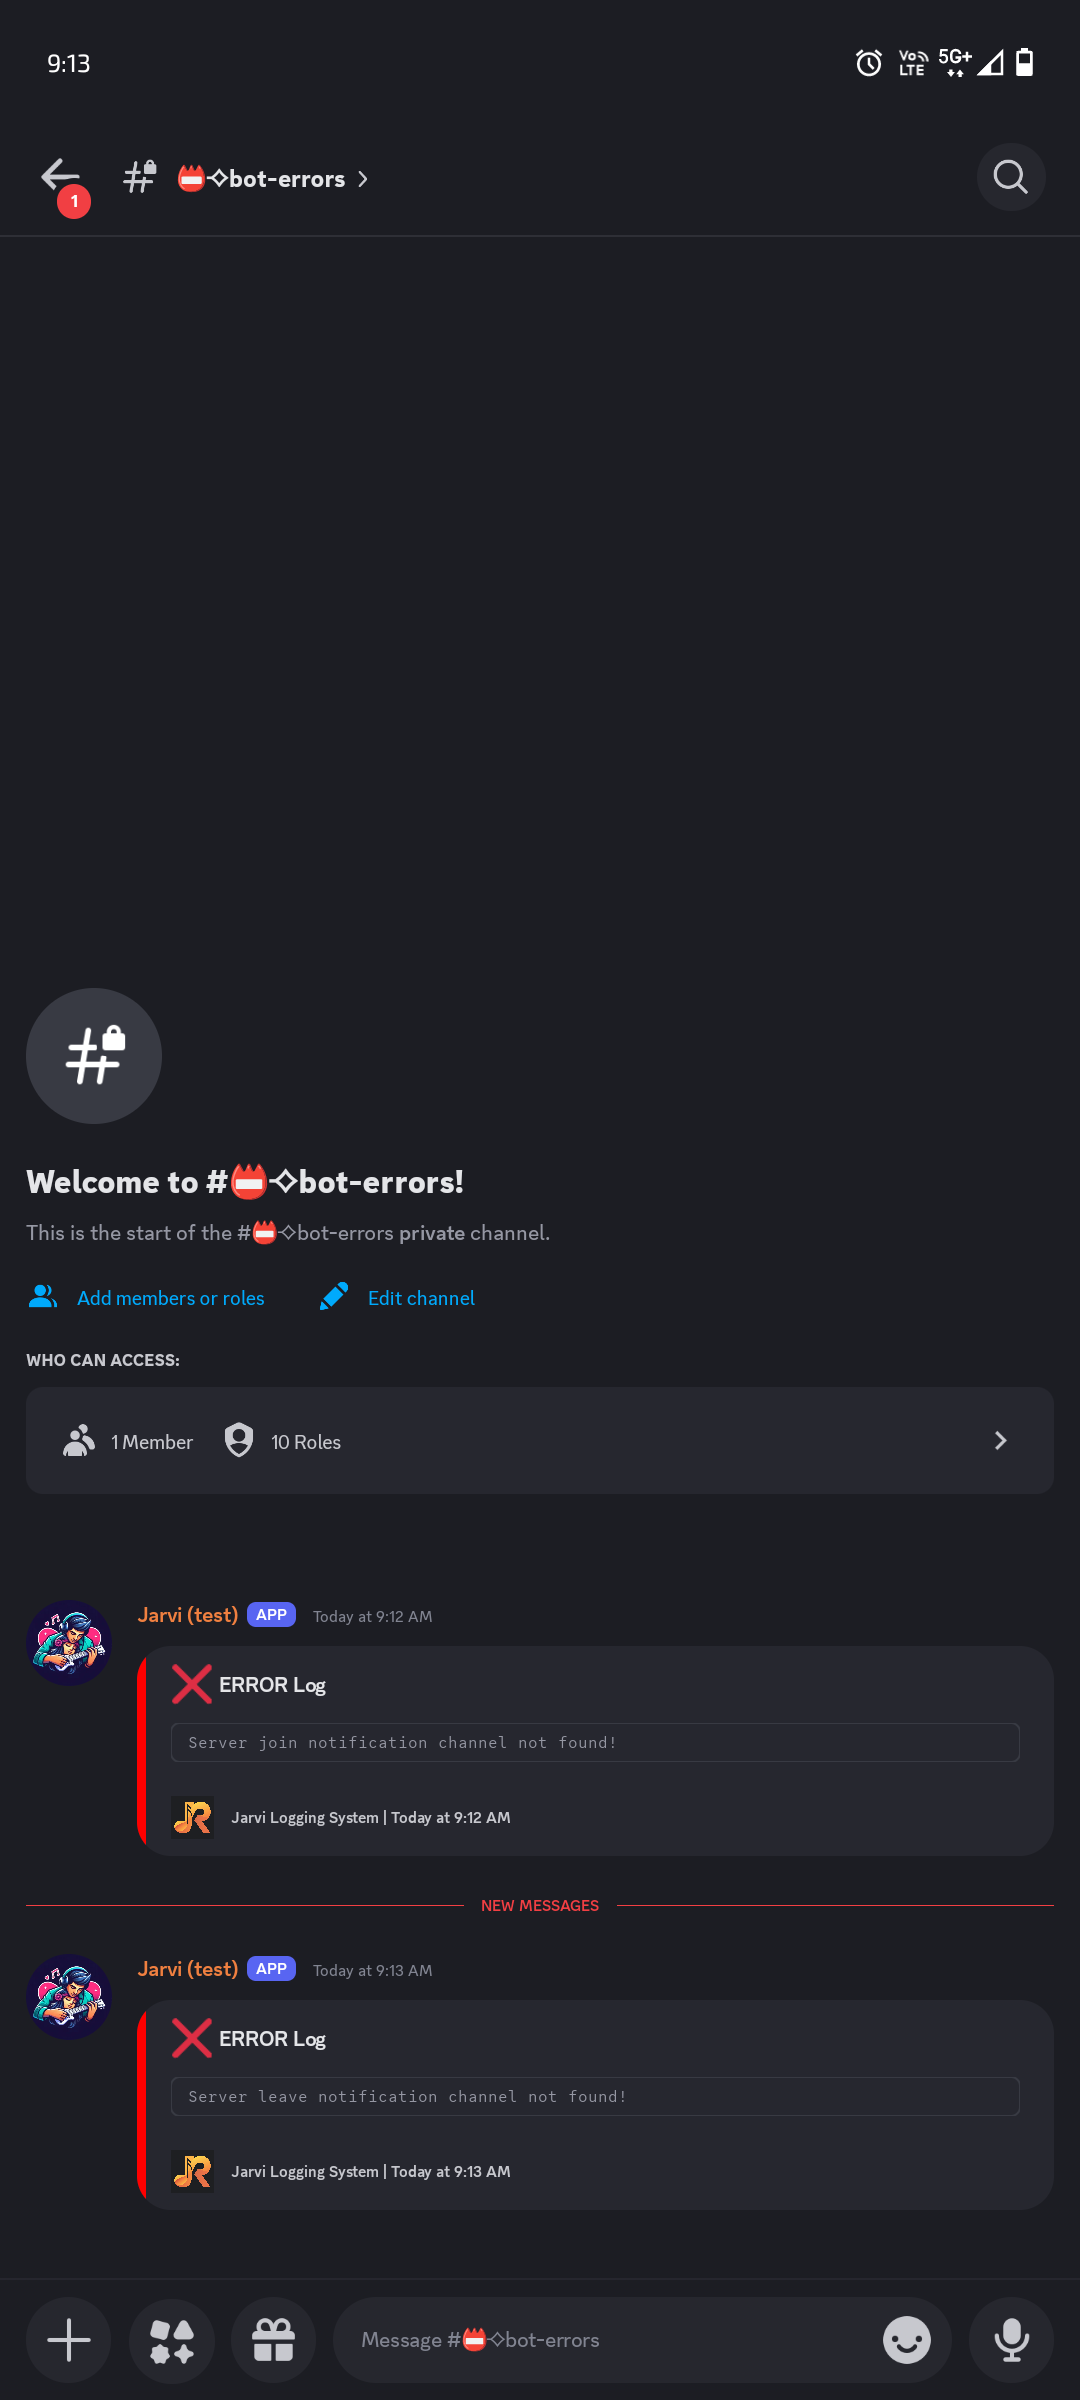 9:13
Vo LTE 5G+
1
📛✧bot-errors
Welcome to #📛✧bot-errors!
This is the start of the #📛✧bot-errors private channel.
Add members or roles Edit channel
WHO CAN ACCESS:
1 Member 10 Roles
Jarvi (test) APP Today at 9:12 AM
❌ ERROR Log
Server join notification channel not found!
Jarvi Logging System | Today at 9:12 AM
NEW MESSAGES
Jarvi (test) APP Today at 9:13 AM
❌ ERROR Log
Server leave notification channel not found!
Jarvi Logging System | Today at 9:13 AM
Message #📛✧bot-errors